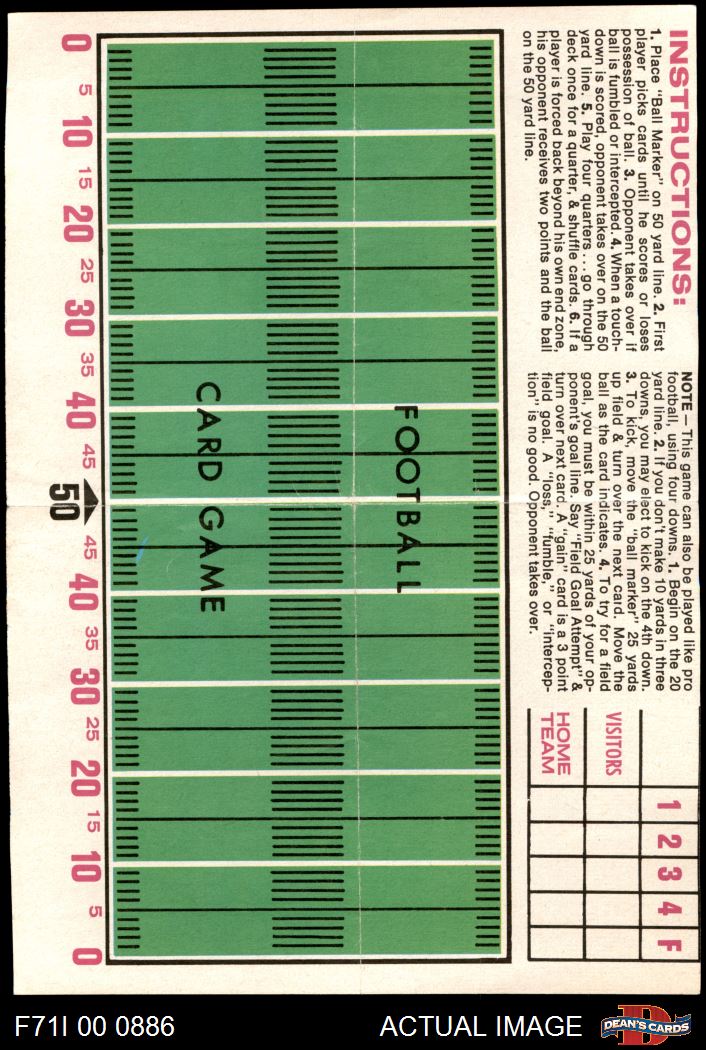 INSTRUCTIONS:
1. Place "Ball Marker" on 50 yard line. 2. First
player picks cards until he scores or loses
possession of ball. 3. Opponent takes over if
ball is fumbled or intercepted. 4. When a touch-
down is scored, opponent takes over on the 50
yard line. 5. Play four quarters . . . go through
deck once for a quarter, & shuffle cards. 6. If a
player is forced back beyond his own end zone,
his opponent receives two points and the ball
on the 50 yard line.
NOTE — This game can also be played like pro
football, using four downs. 1. Begin on the 20
yard line. 2. If you don't make 10 yards in three
downs, you may elect to kick on the 4th down.
3. To kick, move the "ball marker" 25 yards
up field & turn over the next card. Move the
ball as the card indicates. 4. To try for a field
goal, you must be within 25 yards of your op-
ponent's goal line. Say "Field Goal Attempt" &
turn over next card. A "gain" card is a 3 point
field goal. A "loss," "fumble," or "intercep-
tion" is no good. Opponent takes over.
1 2 3 4 F
VISITORS
HOME
TEAM
FOOTBALL
CARD GAME
0 5 10 15 20 25 30 35 40 45 50 45 40 35 30 25 20 15 10 5 0
F71I 00 0886
ACTUAL IMAGE
D
DEAN'S CARDS